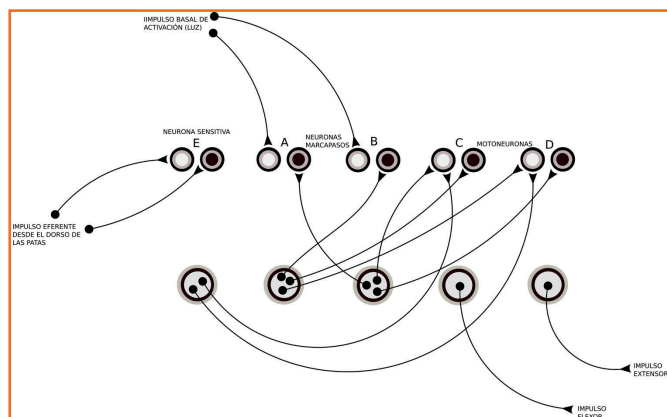 IIMPULSO BASAL DE
ACTIVACIÓN (LUZ)
NEURONA SENSITIVA
E
A
NEURONAS
MARCAPASOS
B
C
MOTONEURONAS
D
IMPULSO EFERENTE
DESDE EL DORSO DE
LAS PATAS
IMPULSO
EXTENSOR
IMPULSO
FLEXOR